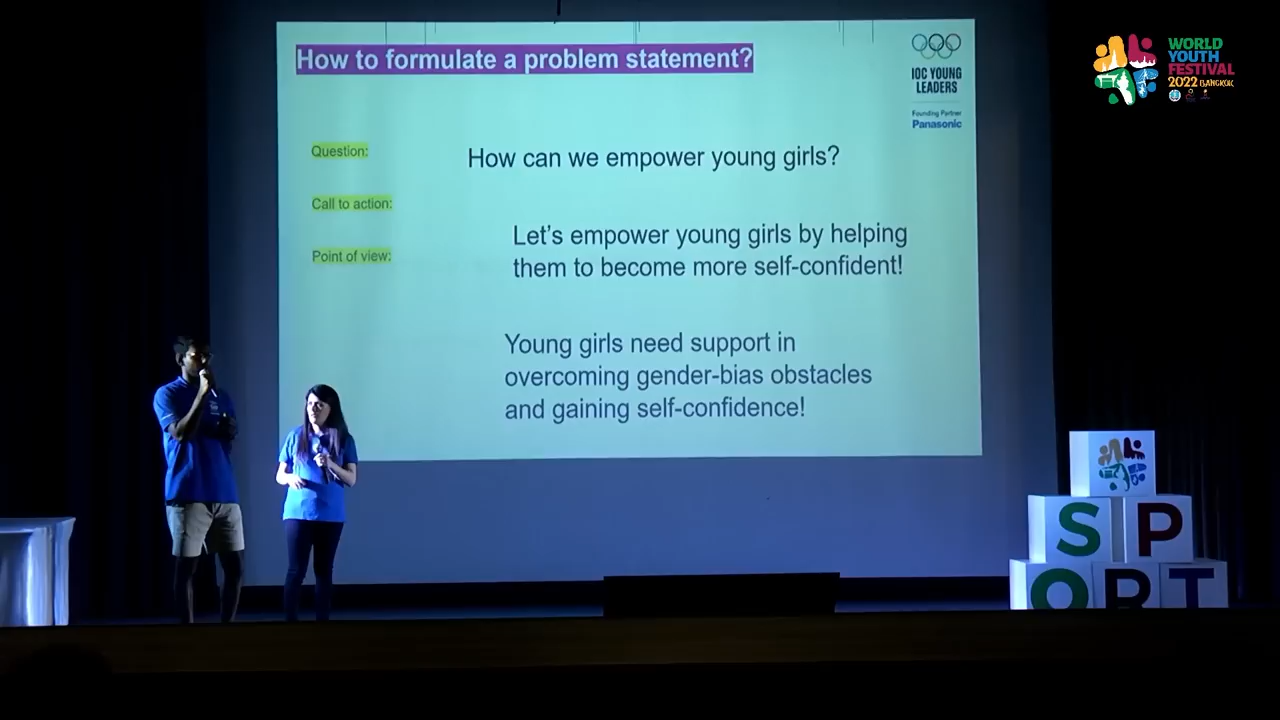 How to formulate a problem statement?
IOC YOUNG
LEADERS
Founding Partner
Panasonic
WORLD
YOUTH
FESTIVAL
2022 BANGKOK
Question:
How can we empower young girls?
Call to action:
Let’s empower young girls by helping
them to become more self-confident!
Point of view:
Young girls need support in
overcoming gender-bias obstacles
and gaining self-confidence!
S P
O R T